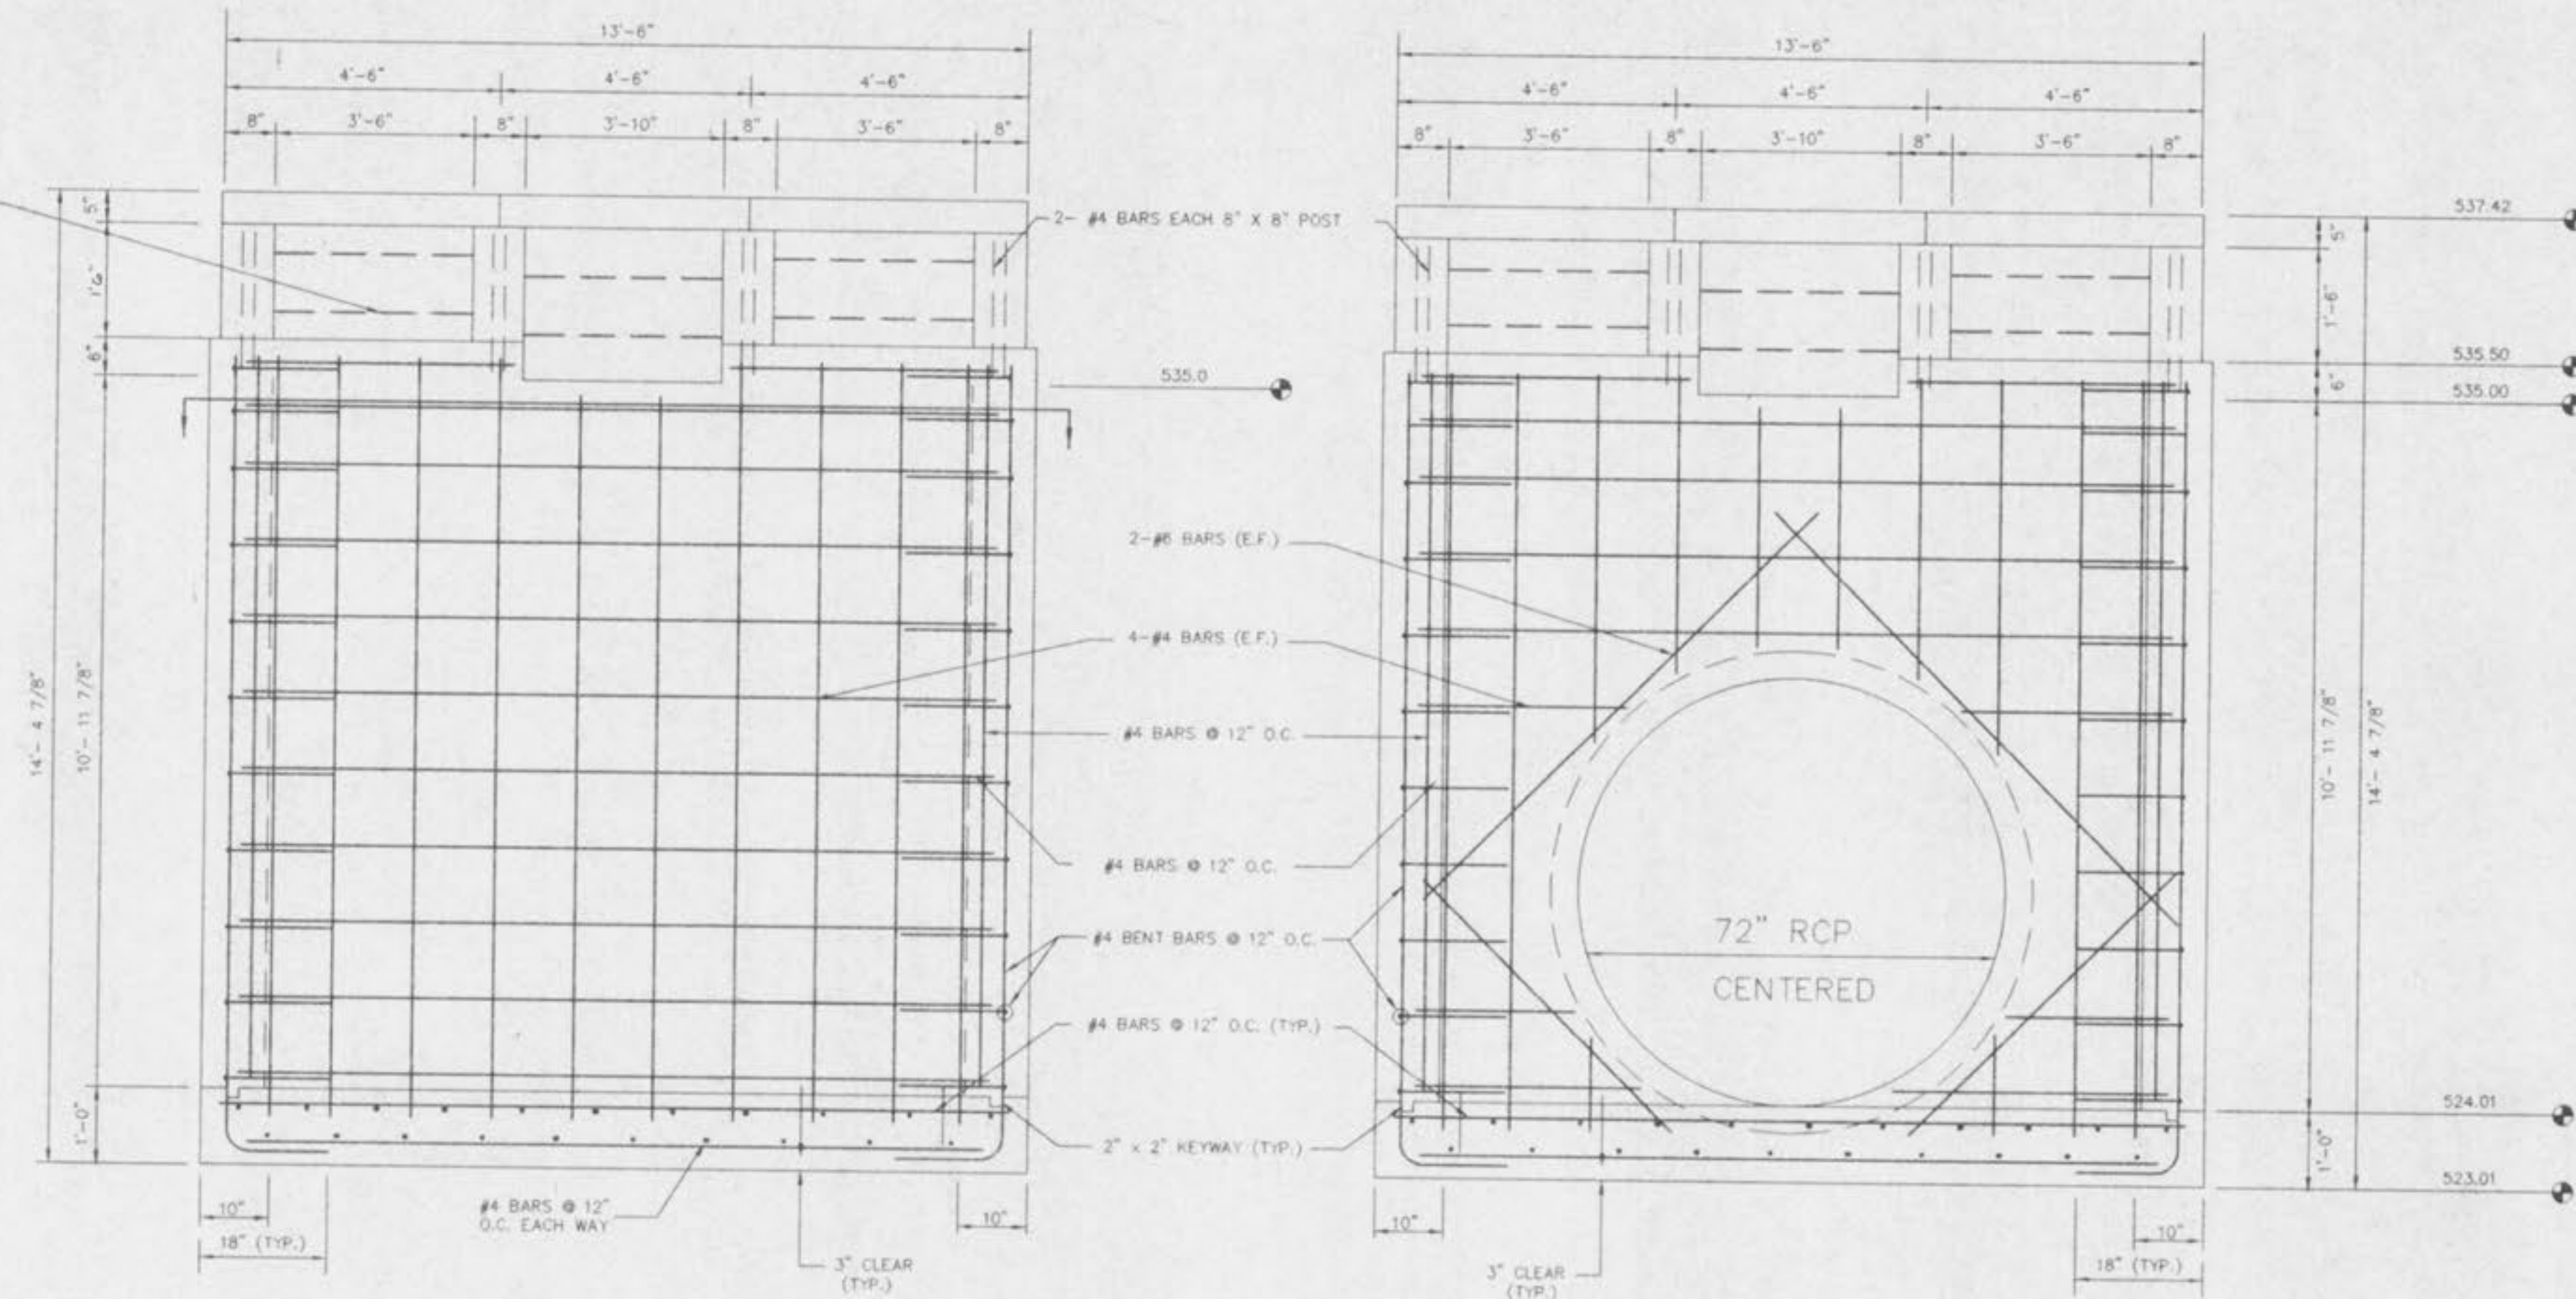 13'-6"
4'-6" 4'-6" 4'-6"
8" 3'-6" 8" 3'-10" 8" 3'-6" 8"
5"
1'6"
6"
14'- 4 7/8"
10'- 11 7/8"
1'-0"
535.0
10"
18" (TYP.)
#4 BARS @ 12"
O.C. EACH WAY
3" CLEAR
(TYP.)
10"
2- #4 BARS EACH 8" X 8" POST
2-#6 BARS (E.F.)
4-#4 BARS (E.F.)
#4 BARS @ 12" O.C.
#4 BARS @ 12" O.C.
#4 BENT BARS @ 12" O.C.
#4 BARS @ 12" O.C. (TYP.)
2" x 2" KEYWAY (TYP.)
13'-6"
4'-6" 4'-6" 4'-6"
8" 3'-6" 8" 3'-10" 8" 3'-6" 8"
72" RCP
CENTERED
10"
3" CLEAR
(TYP.)
10"
18" (TYP.)
5"
1'-6"
6"
10'- 11 7/8"
14'- 4 7/8"
1'-0"
537.42
535.50
535.00
524.01
523.01